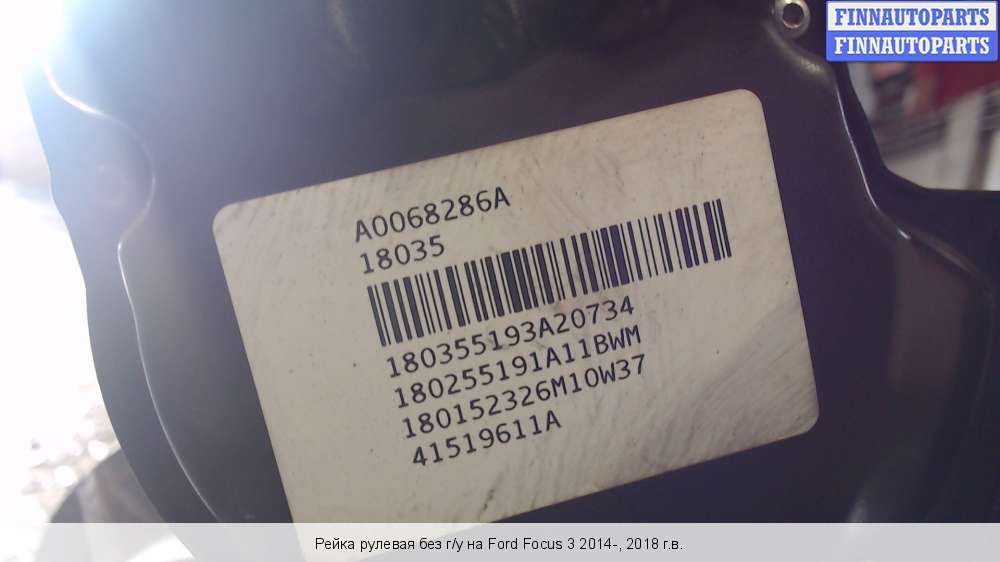 FINNAUTOPARTS
FINNAUTOPARTS
A0068286A
18035
180355193A20734
180255191A11BWM
180152326M10W37
41519611A
Рейка рулевая без г/у на Ford Focus 3 2014-, 2018 г.в.